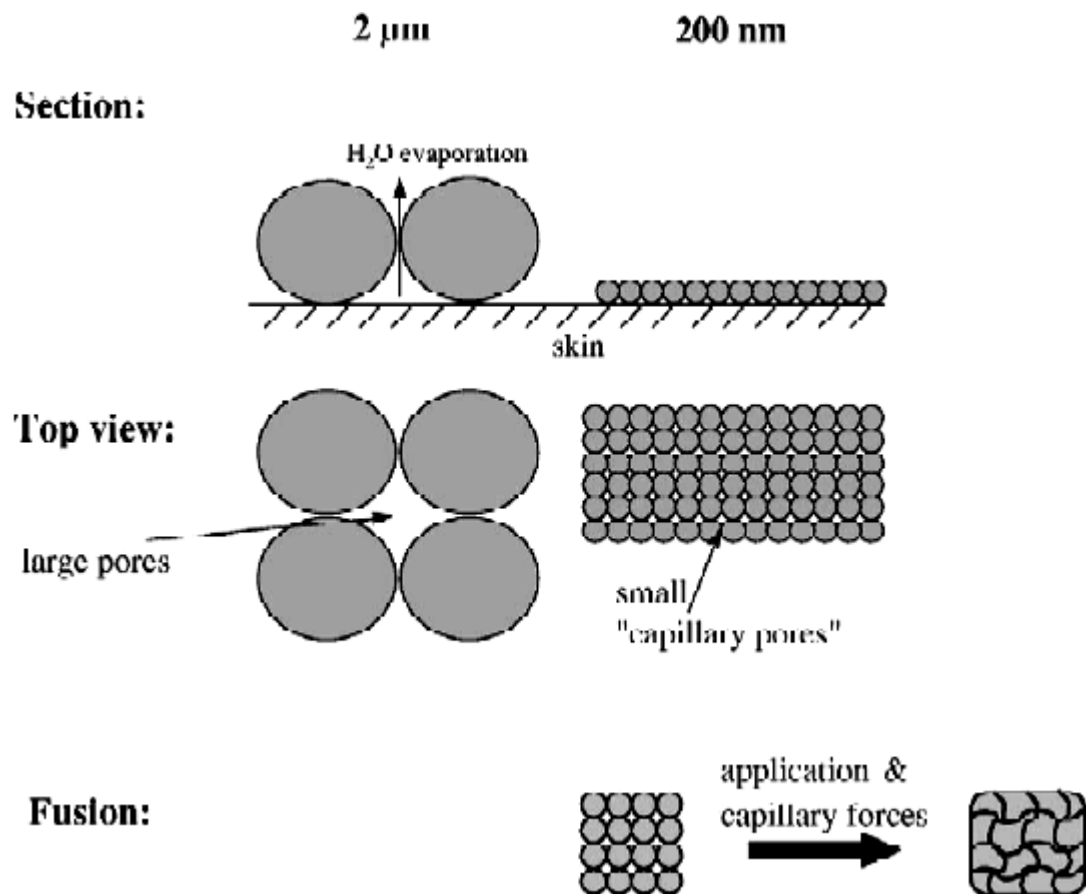 2 µm 200 nm
Section:
H₂O evaporation
skin
Top view:
large pores
small
"capillary pores"
application &
Fusion:
capillary forces